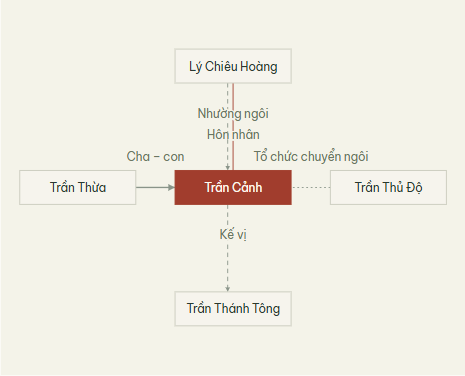 Lý Chiêu Hoàng
Nhường ngôi
Hôn nhân
Cha – con
Tổ chức chuyển ngôi
Trần Thừa
Trần Cảnh
Trần Thủ Độ
Kế vị
Trần Thánh Tông